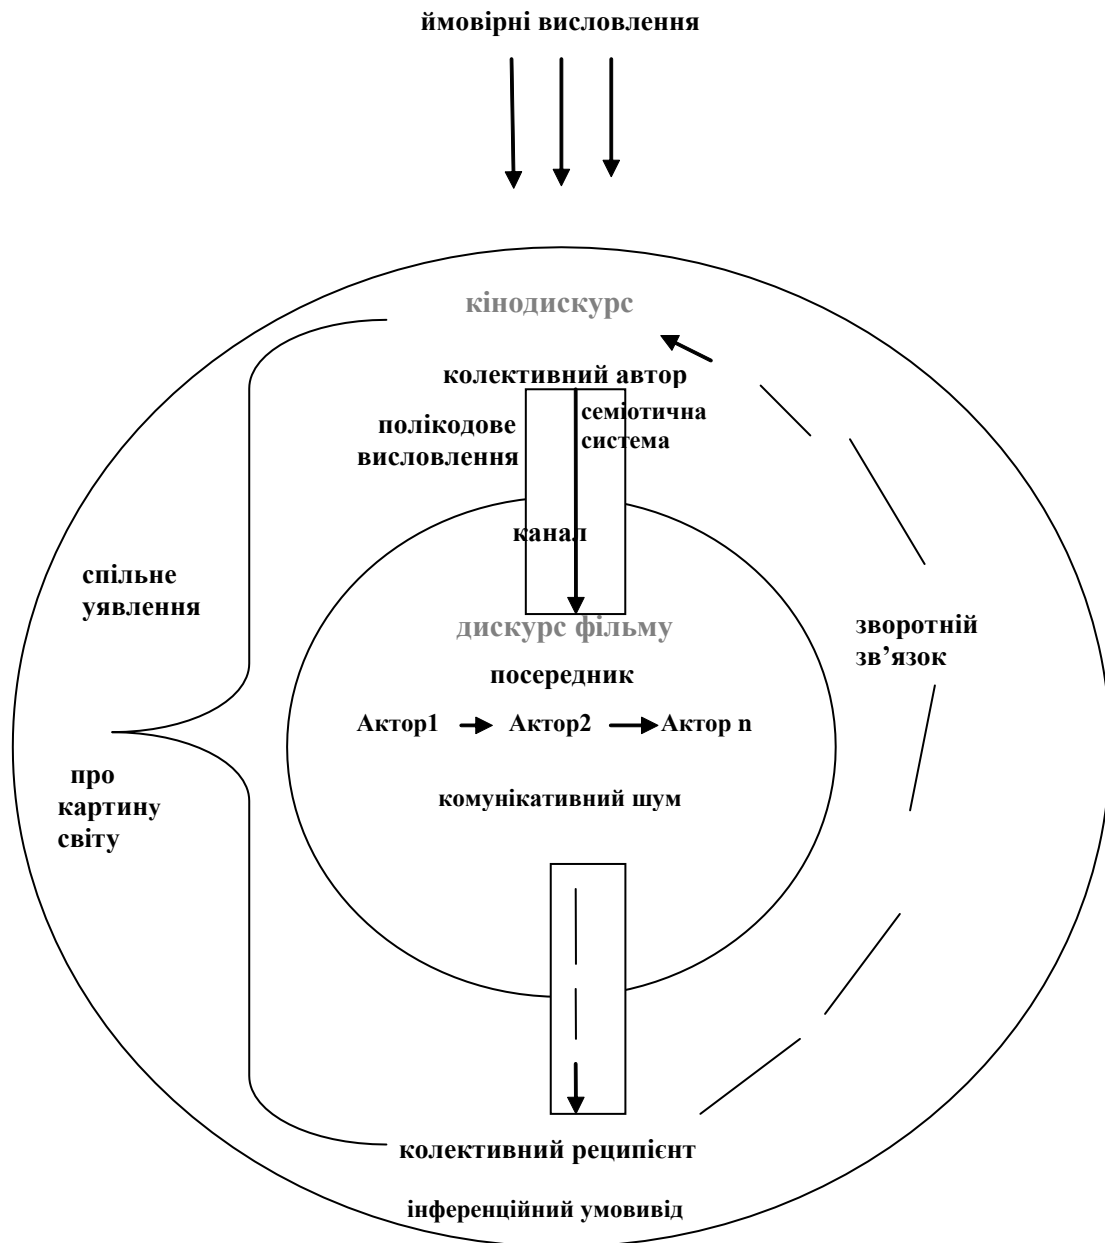 ймовірні висловлення
кінодискурс
колективний автор
полікодове
висловлення
семіотична
система
канал
спільне
уявлення
дискурс фільму
зворотній
зв’язок
посередник
Актор1 Актор2 Актор n
про
картину
світу
комунікативний шум
колективний реципієнт
інференційний умовивід